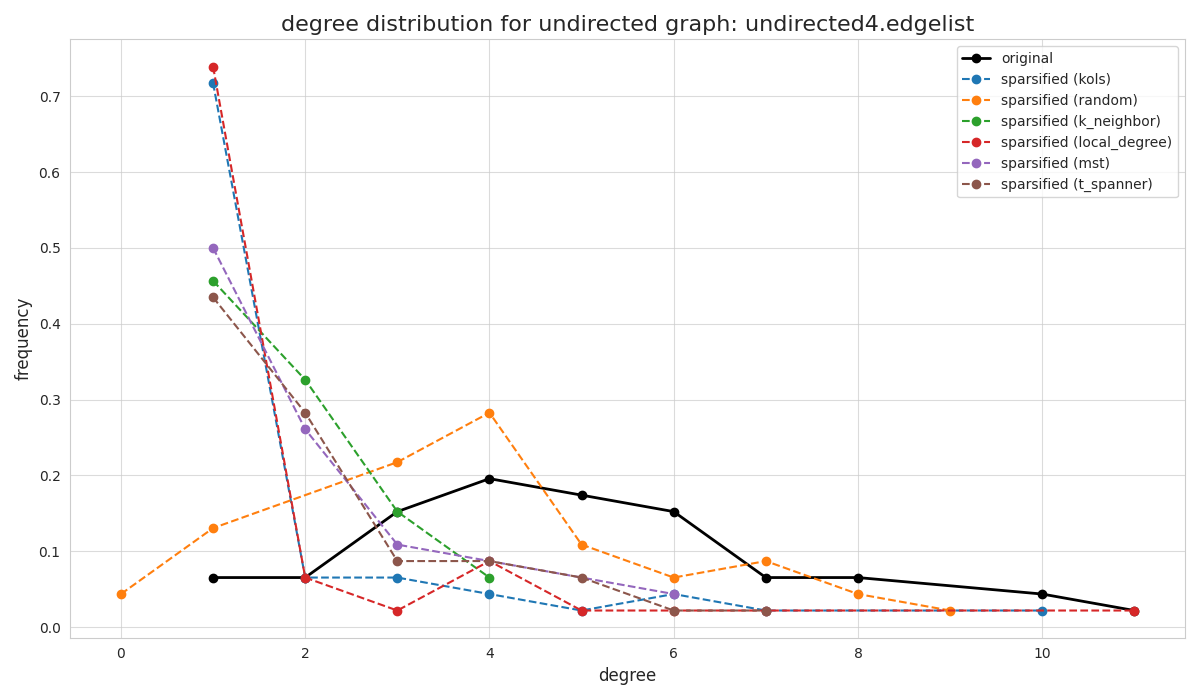 degree distribution for undirected graph: undirected4.edgelist
original
sparsified (kols)
sparsified (random)
sparsified (k_neighbor)
sparsified (local_degree)
sparsified (mst)
sparsified (t_spanner)
frequency
0.7
0.6
0.5
0.4
0.3
0.2
0.1
0.0
0 2 4 6 8 10
degree